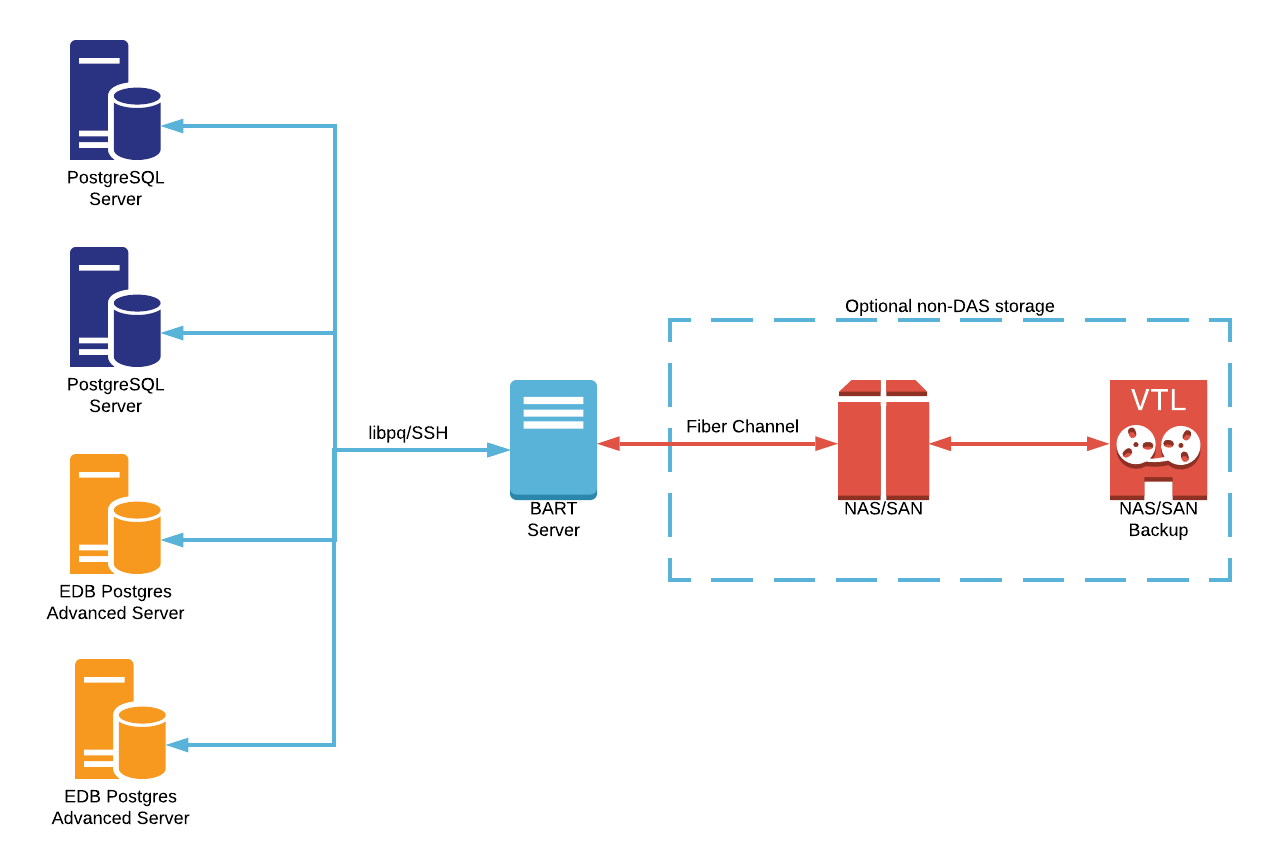 PostgreSQL
Server
PostgreSQL
Server
EDB Postgres
Advanced Server
EDB Postgres
Advanced Server
libpq/SSH
BART
Server
Optional non-DAS storage
Fiber Channel
NAS/SAN
VTL
NAS/SAN
Backup